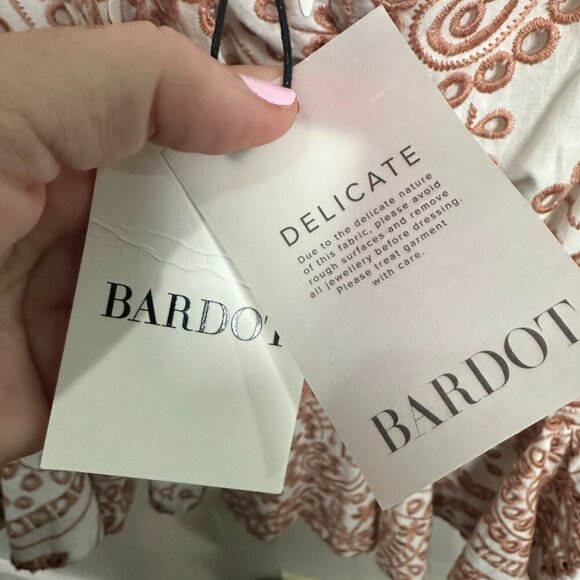 DELICATE
Due to the delicate nature
of this fabric, please avoid
rough surfaces and remove
all jewellery before dressing.
Please treat garment
with care.
BARDOT
BARDOT